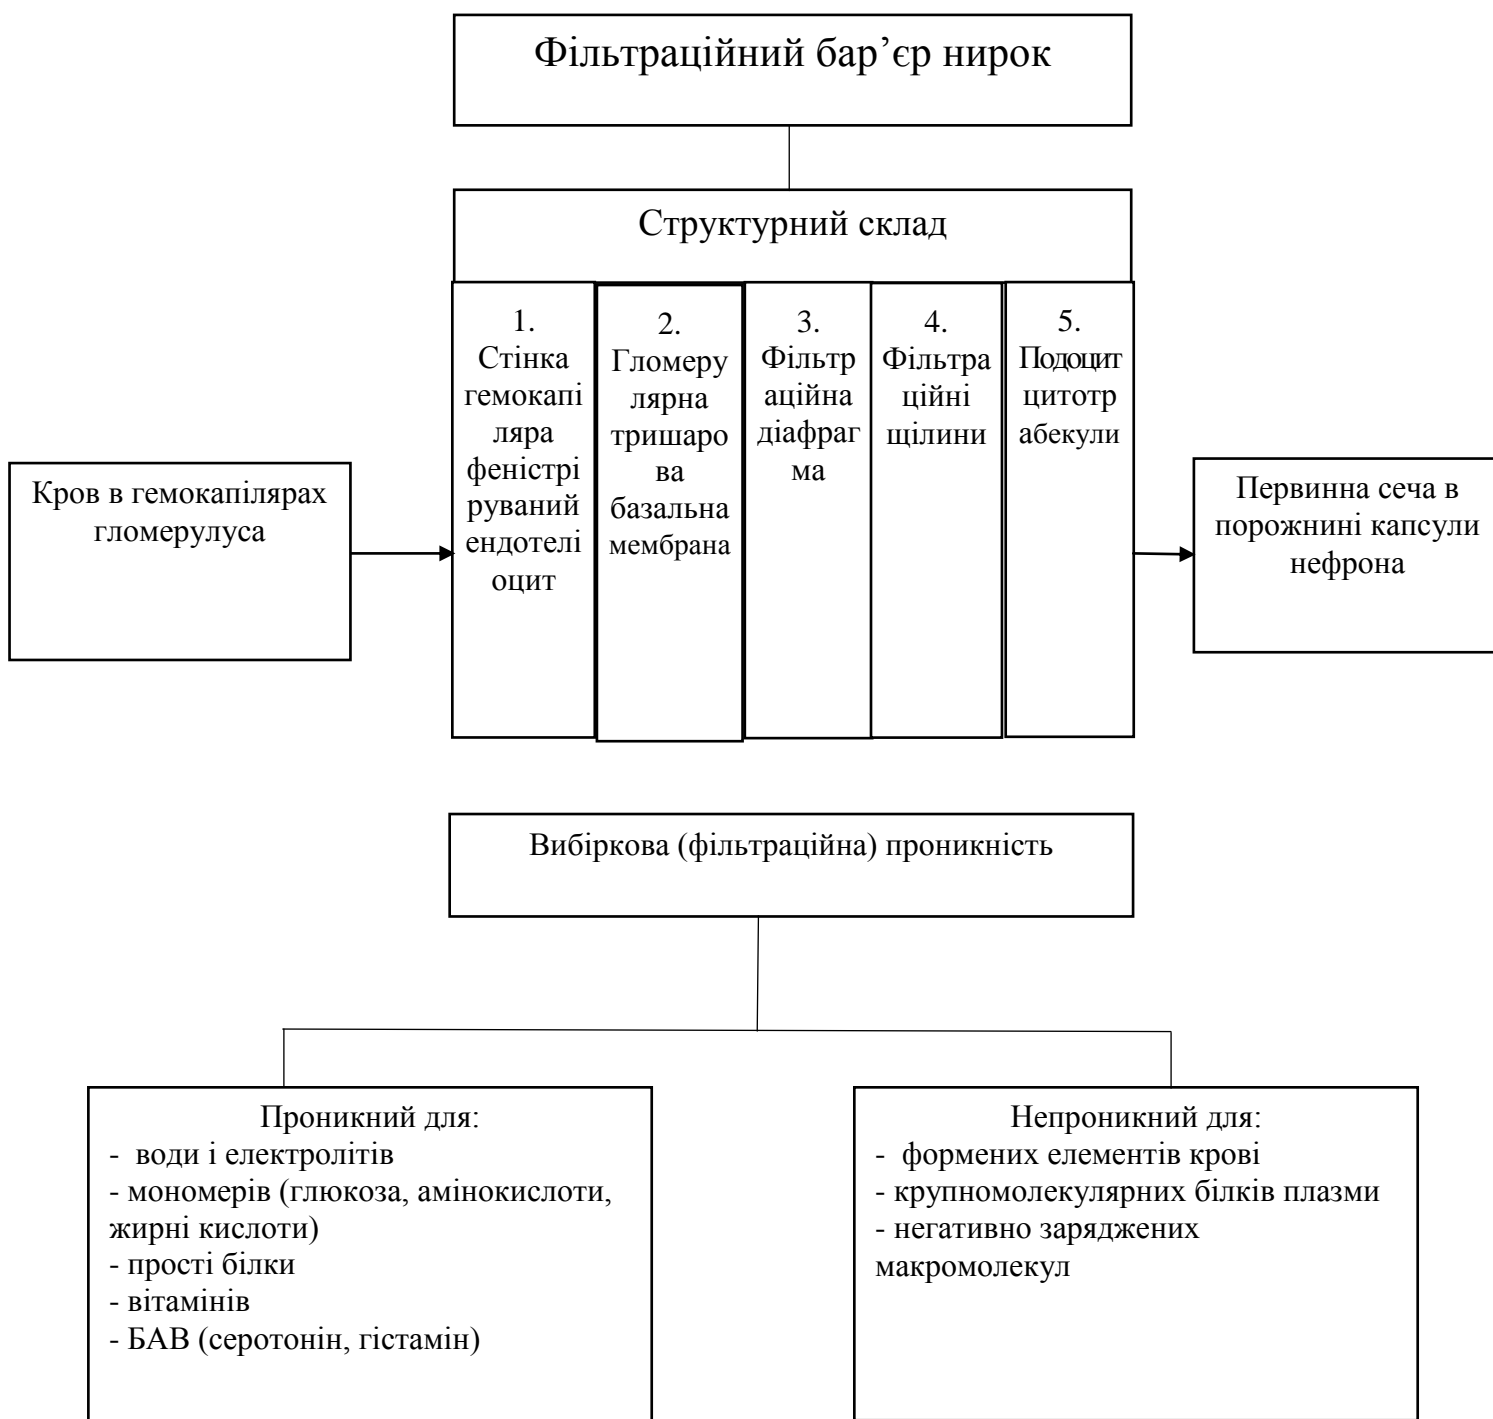 Фільтраційний бар’єр нирок
Структурний склад
1.
Стінка
гемокапі
ляра
феністрі
руваний
ендотелі
оцит
2.
Гломеру
лярна
тришаро
ва
базальна
мембрана
3.
Фільтр
аційна
діафраг
ма
4.
Фільтра
ційні
щілини
5.
Подоцит
цитотр
абекули
Кров в гемокапілярах
гломерулуса
Первинна сеча в
порожнині капсули
нефрона
Вибіркова (фільтраційна) проникність
Проникний для:
- води і електролітів
- мономерів (глюкоза, амінокислоти,
жирні кислоти)
- прості білки
- вітамінів
- БАВ (серотонін, гістамін)
Непроникний для:
- формених елементів крові
- крупномолекулярних білків плазми
- негативно заряджених
макромолекул